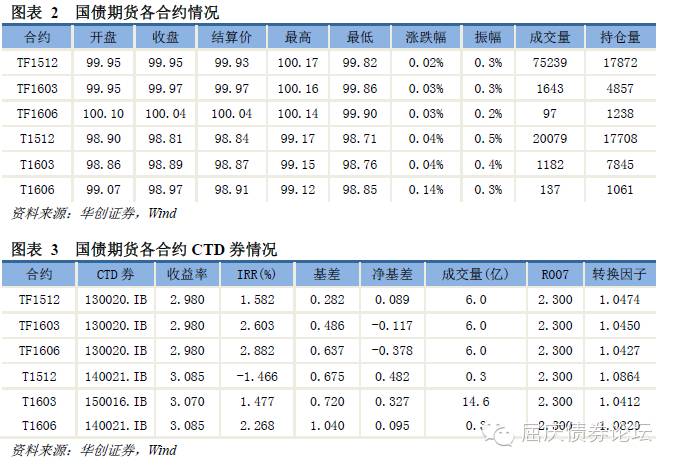 图表 2 国债期货各合约情况
合约 开盘 收盘 结算价 最高 最低 涨跌幅 振幅 成交量 持仓量
TF1512 99.95 99.95 99.93 100.17 99.82 0.02% 0.3% 75239 17872
TF1603 99.95 99.97 99.97 100.16 99.86 0.03% 0.3% 1643 4857
TF1606 100.10 100.04 100.04 100.14 99.90 0.03% 0.2% 97 1238
T1512 98.90 98.81 98.84 99.17 98.71 0.04% 0.5% 20079 17708
T1603 98.86 98.89 98.87 99.15 98.76 0.04% 0.4% 1182 7845
T1606 99.07 98.97 98.91 99.12 98.85 0.14% 0.3% 137 1061
资料来源：华创证券，Wind
图表 3 国债期货各合约 CTD 券情况
合约 CTD 券 收益率 IRR(%) 基差 净基差 成交量(亿) R007 转换因子
TF1512 130020.IB 2.980 1.582 0.282 0.089 6.0 2.300 1.0474
TF1603 130020.IB 2.980 2.603 0.486 -0.117 6.0 2.300 1.0450
TF1606 130020.IB 2.980 2.882 0.637 -0.378 6.0 2.300 1.0427
T1512 140021.IB 3.085 -1.466 0.675 0.482 0.3 2.300 1.0864
T1603 150016.IB 3.070 1.477 0.720 0.327 14.6 2.300 1.0412
T1606 140021.IB 3.085 2.268 1.040 0.095 0.3 2.300 1.0820
屈庆债券论坛
资料来源：华创证券，Wind